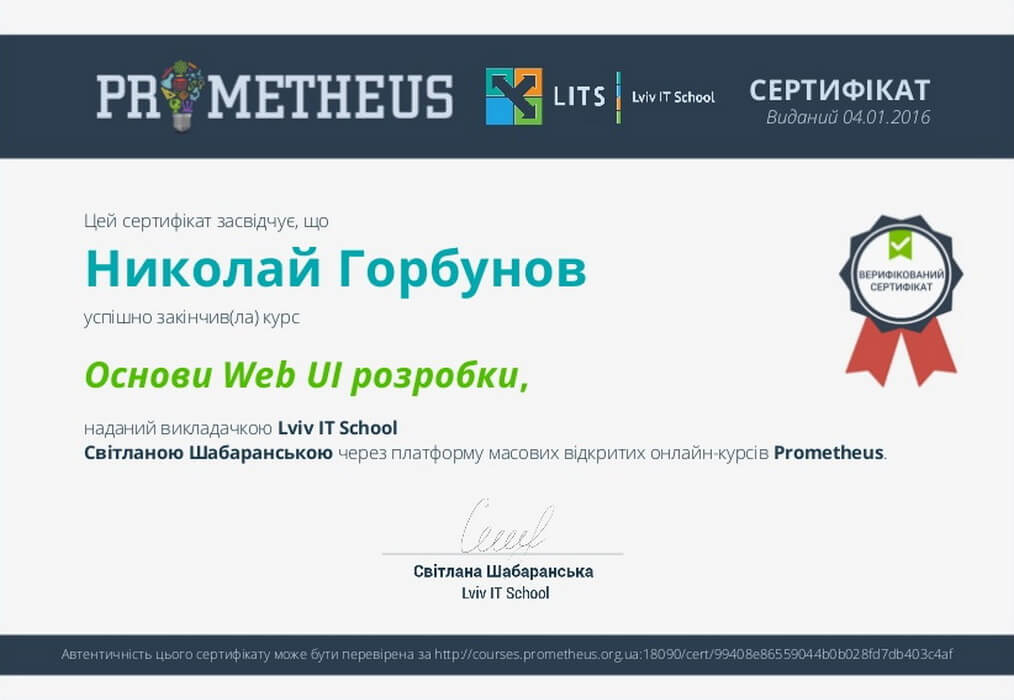 PROMETHEUS
LITS
Lviv IT School
СЕРТИФІКАТ
Виданий 04.01.2016
Цей сертифікат засвідчує, що
Николай Горбунов
успішно закінчив(ла) курс
ВЕРИФІКОВАНИЙ
СЕРТИФІКАТ
Основи Web UI розробки,
наданий викладачкою Lviv IT School
Світланою Шабаранською через платформу масових відкритих онлайн-курсів Prometheus.
Світлана Шабаранська
Lviv IT School
Автентичність цього сертифікату може бути перевірена за http://courses.prometheus.org.ua:18090/cert/99408e86559044b0b028fd7db403c4af